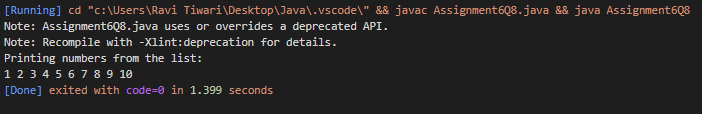 [Running] cd "c:\Users\Ravi Tiwari\Desktop\Java\.vscode\" && javac Assignment6Q8.java && java Assignment6Q8
Note: Assignment6Q8.java uses or overrides a deprecated API.
Note: Recompile with -Xlint:deprecation for details.
Printing numbers from the list:
1 2 3 4 5 6 7 8 9 10
[Done] exited with code=0 in 1.399 seconds